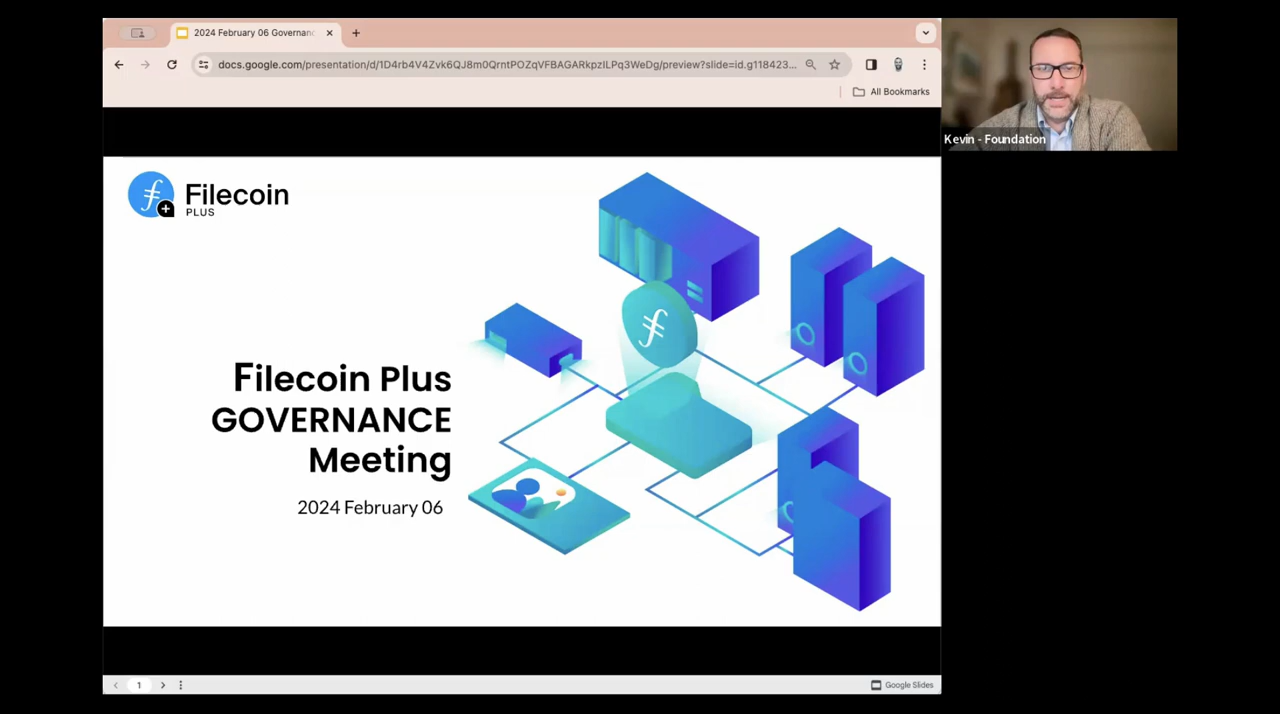 2024 February 06 Governanc
docs.google.com/presentation/d/1D4rb4V4Zvk6QJ8m0QrntPOZqVFBAGARkpzILPq3WeDg/preview?slide=id.g118423...
All Bookmarks
Kevin - Foundation
Filecoin
PLUS
Filecoin Plus
GOVERNANCE
Meeting
2024 February 06
1
Google Slides